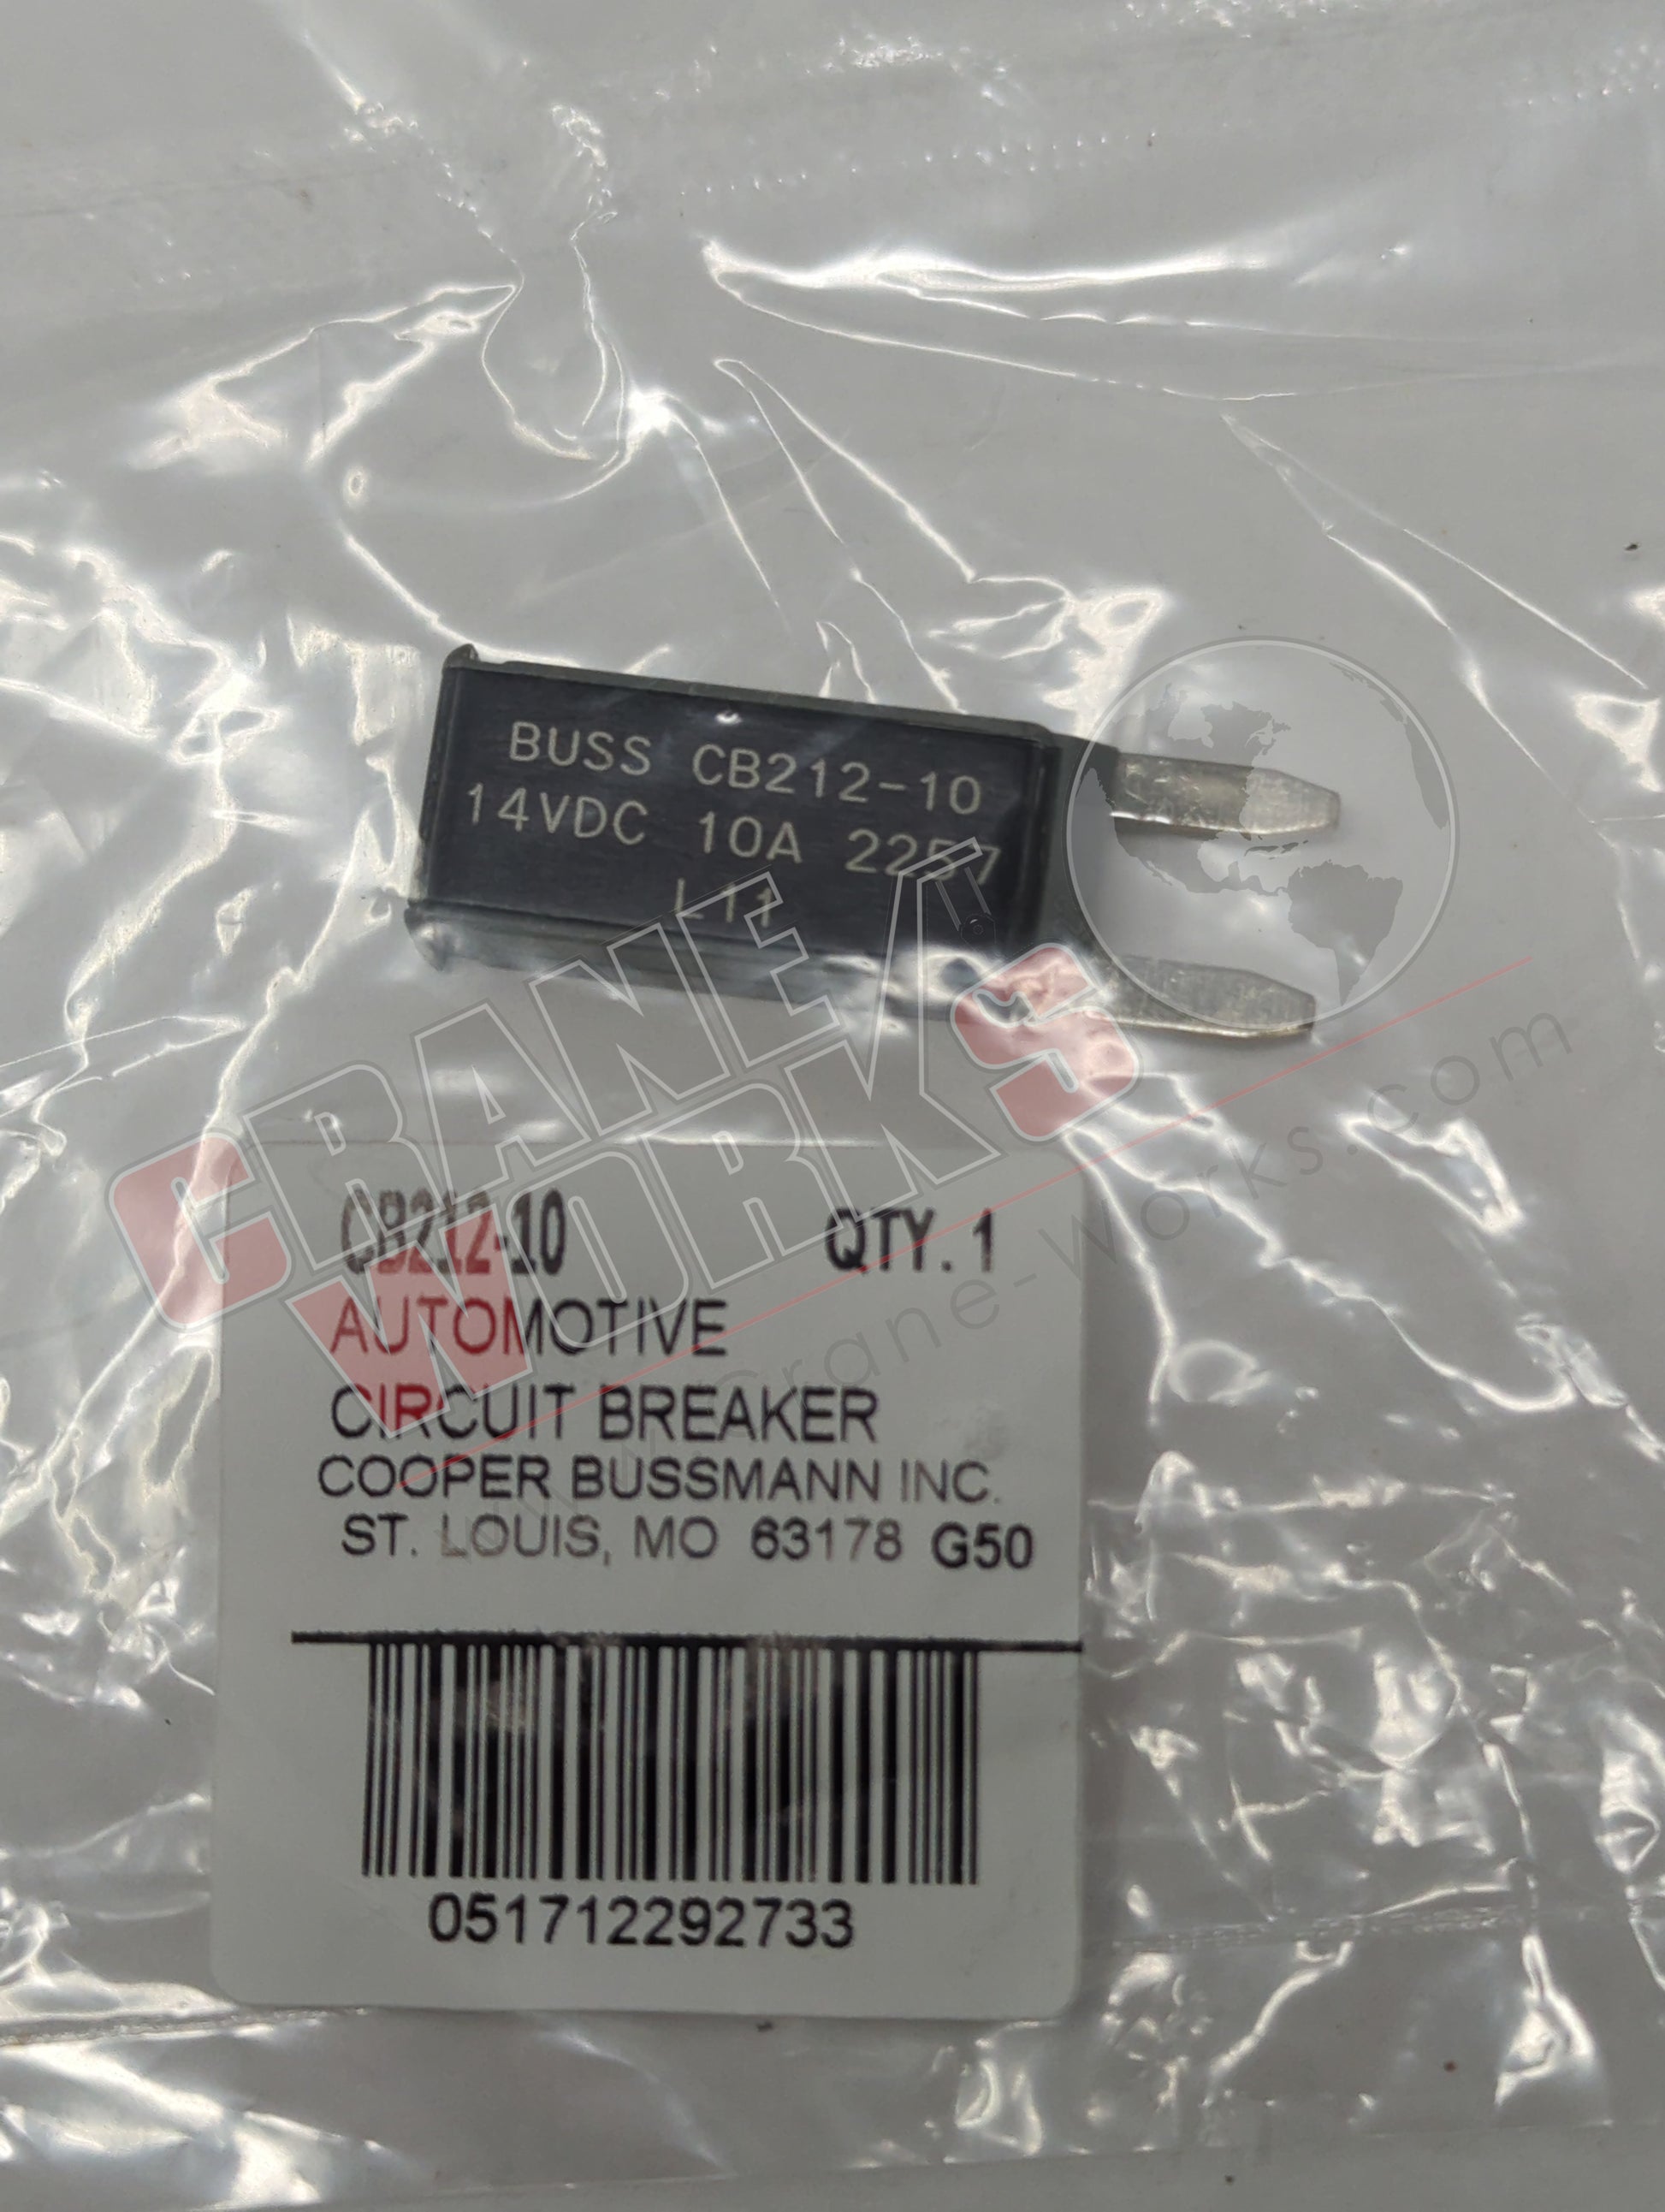 BUSS CB212-10
14VDC 10A 2257
L11
CRANE
WORKS
www.Crane-Works.com
CB212-10 QTY. 1
AUTOMOTIVE
CIRCUIT BREAKER
COOPER BUSSMANN INC.
ST. LOUIS, MO 63178 G50
051712292733